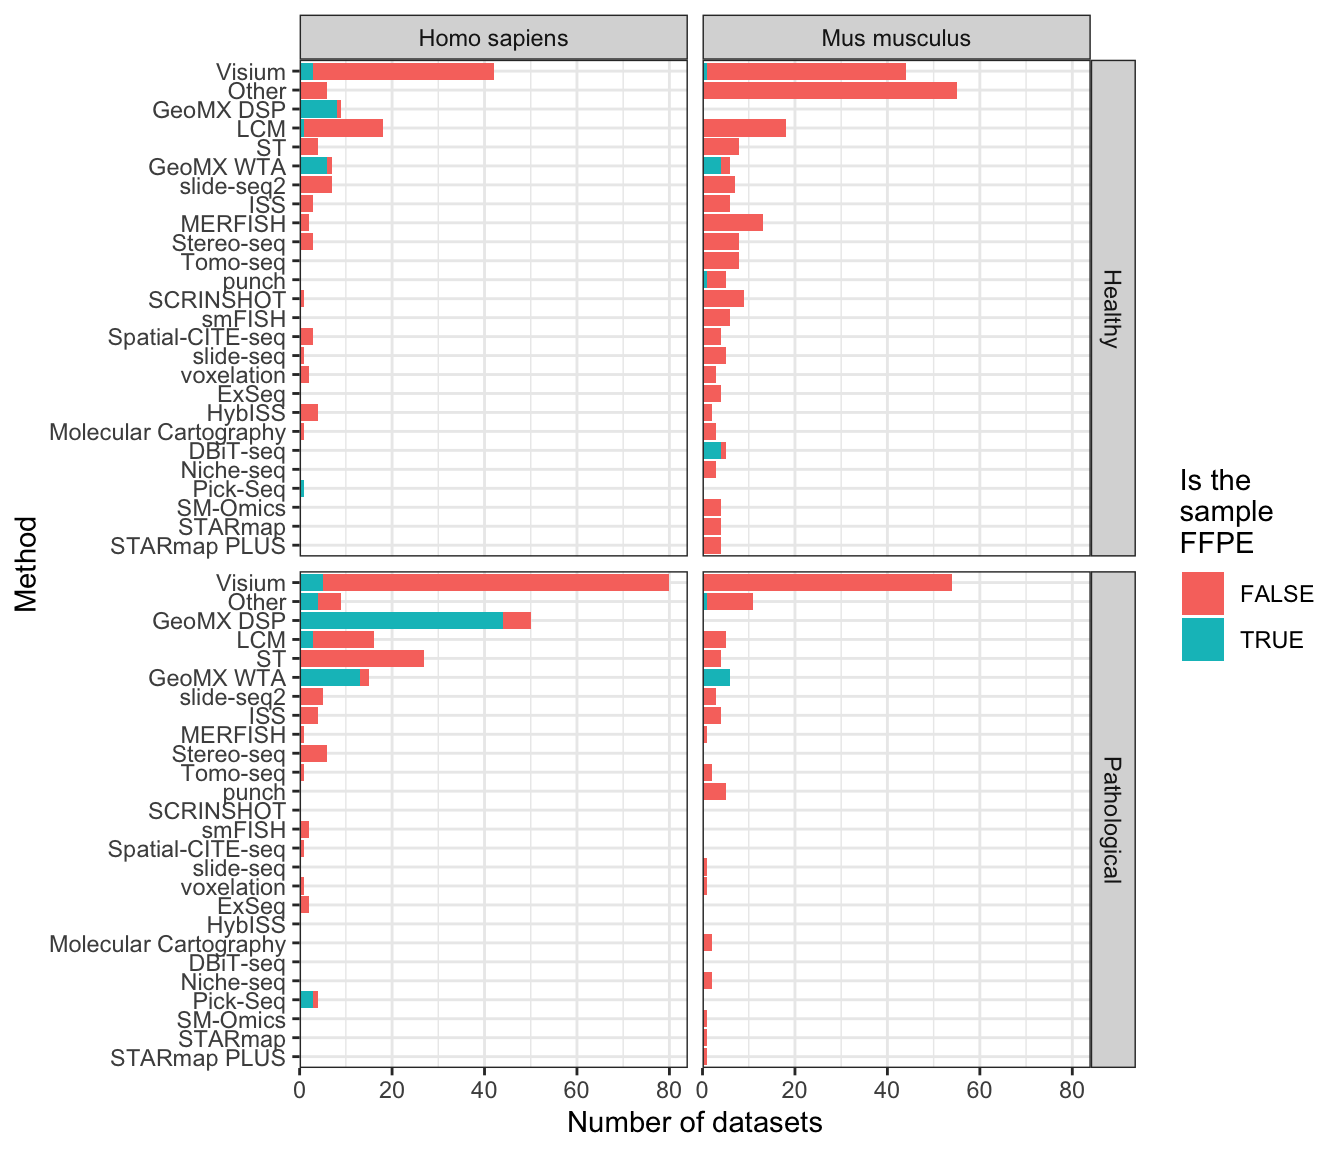 Homo sapiens
Mus musculus
Visium
Other
GeoMX DSP
LCM
ST
GeoMX WTA
slide-seq2
ISS
MERFISH
Stereo-seq
Tomo-seq
punch
SCRINSHOT
smFISH
Spatial-CITE-seq
slide-seq
voxelation
ExSeq
HybISS
Molecular Cartography
DBiT-seq
Niche-seq
Pick-Seq
SM-Omics
STARmap
STARmap PLUS
Healthy
Method
Visium
Other
GeoMX DSP
LCM
ST
GeoMX WTA
slide-seq2
ISS
MERFISH
Stereo-seq
Tomo-seq
punch
SCRINSHOT
smFISH
Spatial-CITE-seq
slide-seq
voxelation
ExSeq
HybISS
Molecular Cartography
DBiT-seq
Niche-seq
Pick-Seq
SM-Omics
STARmap
STARmap PLUS
Pathological
0 20 40 60 80 0 20 40 60 80
Number of datasets
Is the
sample
FFPE
FALSE
TRUE